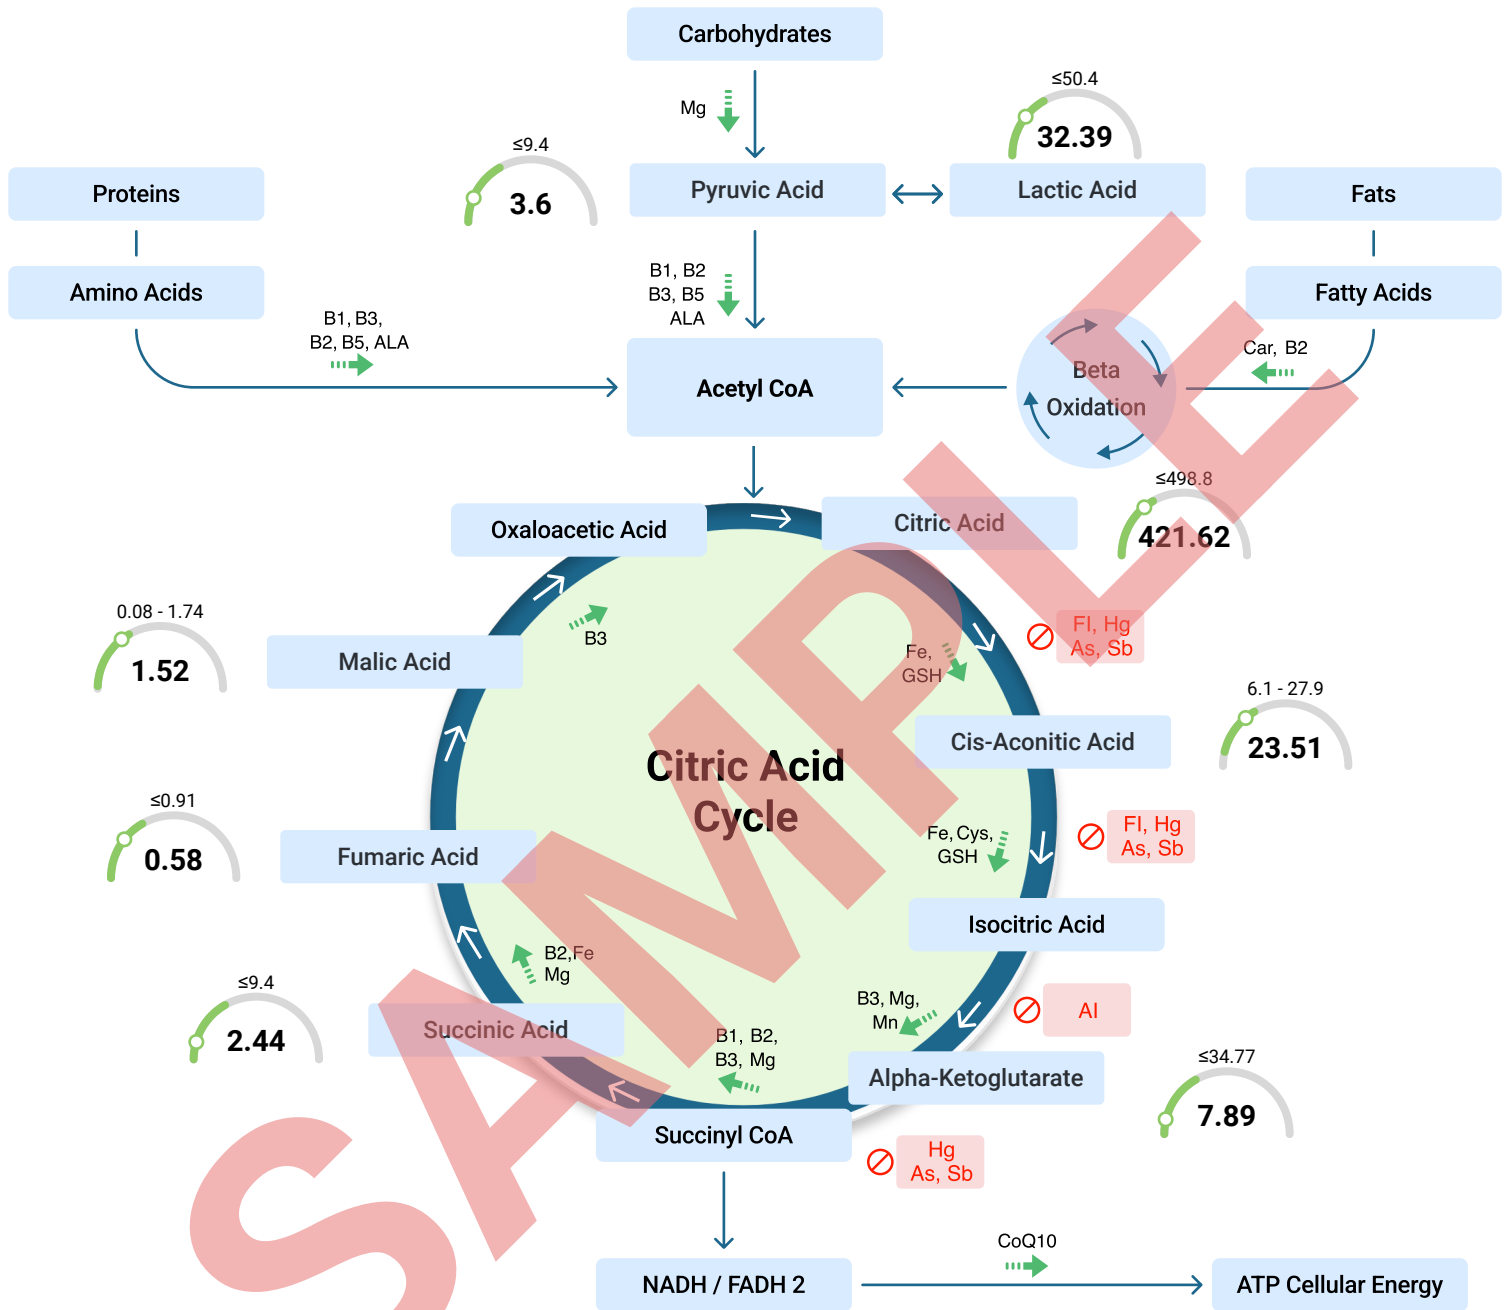 Carbohydrates
≤50.4
Mg
32.39
≤9.4
3.6
Proteins
Pyruvic Acid
Lactic Acid
Fats
Amino Acids
B1, B2
B3, B5
ALA
Fatty Acids
B1, B3,
B2, B5, ALA
Car, B2
Acetyl CoA
Beta
Oxidation
≤498.8
421.62
Oxaloacetic Acid
Citric Acid
0.08 - 1.74
1.52
B3
Malic Acid
Fe,
GSH
Fl, Hg
As, Sb
6.1 - 27.9
23.51
Cis-Aconitic Acid
Citric Acid
Cycle
≤0.91
0.58
Fumaric Acid
Fe, Cys,
GSH
Fl, Hg
As, Sb
Isocitric Acid
B2,Fe
Mg
≤9.4
2.44
Succinic Acid
B3, Mg,
Mn
Al
B1, B2,
B3, Mg
Alpha-Ketoglutarate
≤34.77
7.89
Succinyl CoA
Hg
As, Sb
CoQ10
NADH / FADH 2
ATP Cellular Energy
SAMPLE